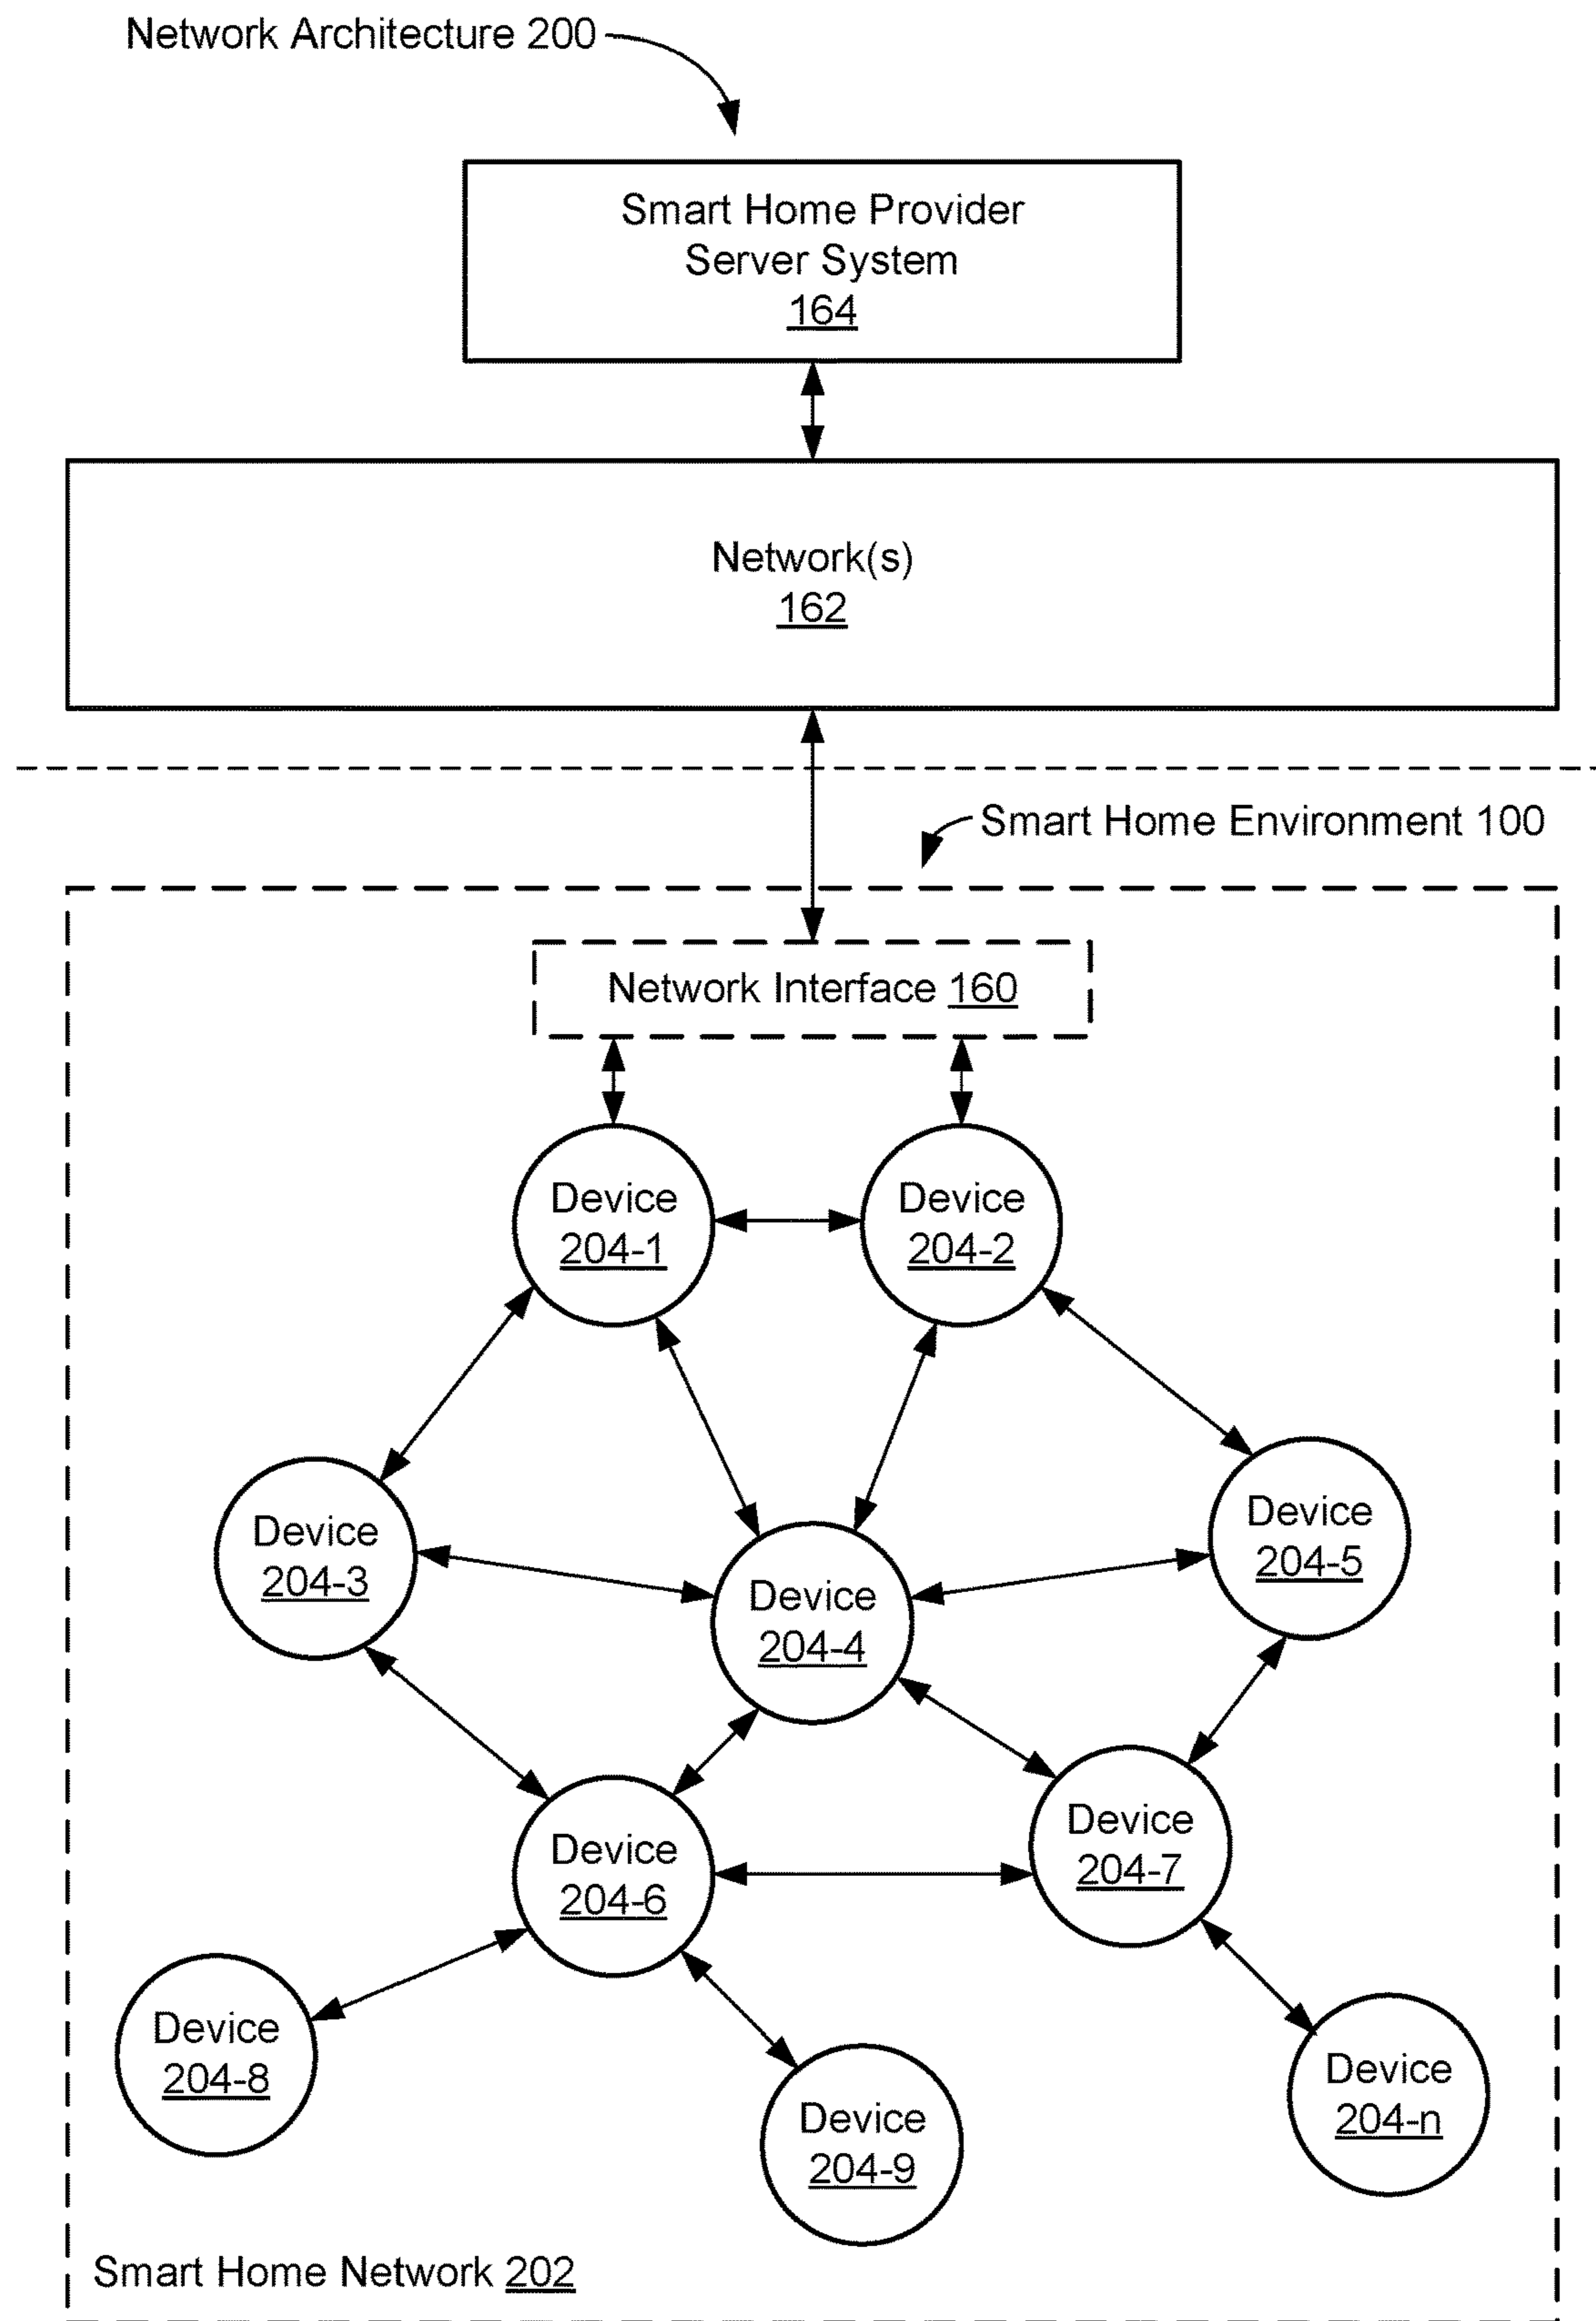 Network Architecture 200
Smart Home Provider
Server System
164
Network(s)
162
Smart Home Environment 100
Network Interface 160
Device
204-1
Device
204-2
Device
204-3
Device
204-4
Device
204-5
Device
204-6
Device
204-7
Device
204-8
Device
204-9
Device
204-n
Smart Home Network 202